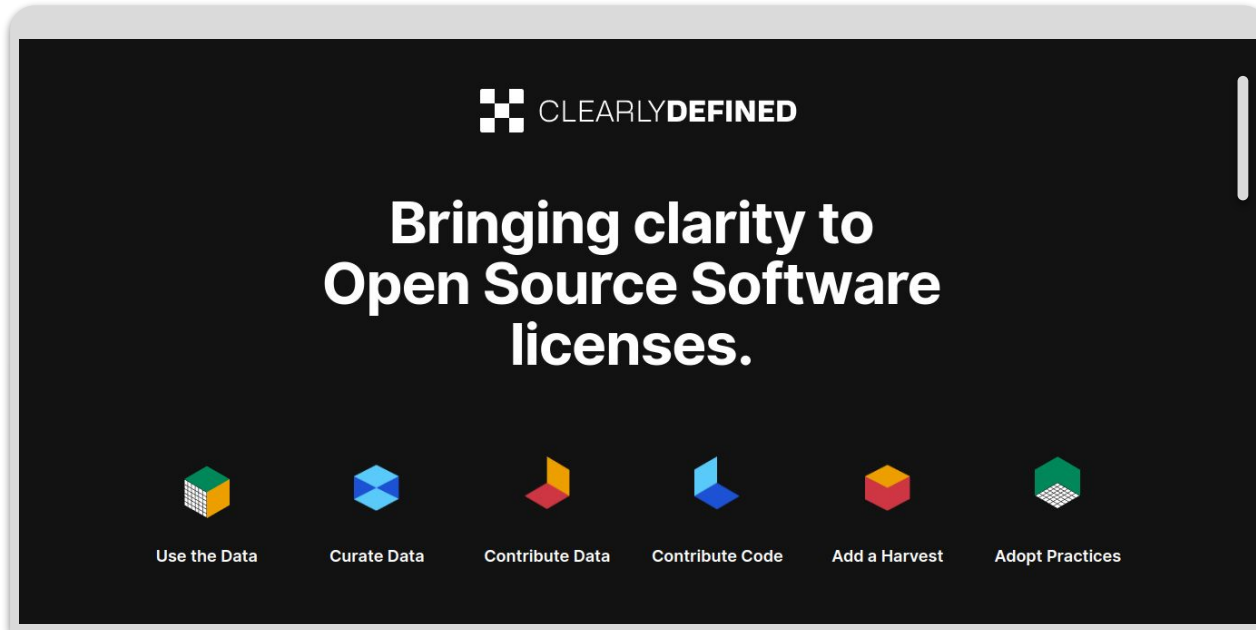 CLEARLYDEFINED
Bringing clarity to
Open Source Software
licenses.
Use the Data
Curate Data
Contribute Data
Contribute Code
Add a Harvest
Adopt Practices